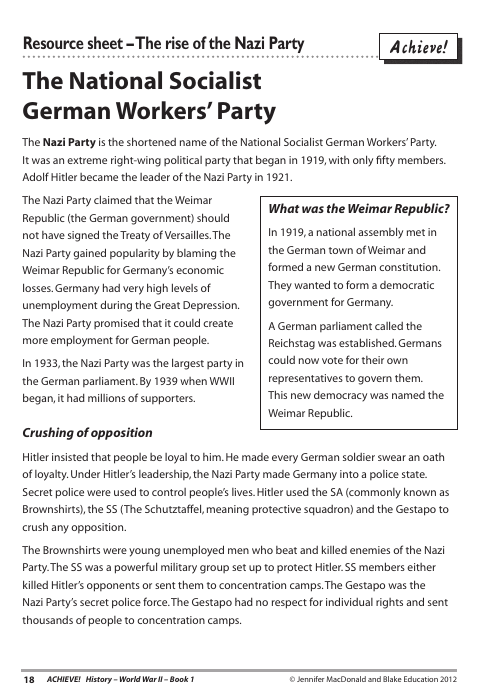 Resource sheet – The rise of the Nazi Party
Achieve!
The National Socialist
German Workers’ Party
The Nazi Party is the shortened name of the National Socialist German Workers’ Party.
It was an extreme right-wing political party that began in 1919, with only fifty members.
Adolf Hitler became the leader of the Nazi Party in 1921.
The Nazi Party claimed that the Weimar
Republic (the German government) should
not have signed the Treaty of Versailles. The
Nazi Party gained popularity by blaming the
Weimar Republic for Germany’s economic
losses. Germany had very high levels of
unemployment during the Great Depression.
The Nazi Party promised that it could create
more employment for German people.
In 1933, the Nazi Party was the largest party in
the German parliament. By 1939 when WWII
began, it had millions of supporters.
What was the Weimar Republic?
In 1919, a national assembly met in
the German town of Weimar and
formed a new German constitution.
They wanted to form a democratic
government for Germany.
A German parliament called the
Reichstag was established. Germans
could now vote for their own
representatives to govern them.
This new democracy was named the
Weimar Republic.
Crushing of opposition
Hitler insisted that people be loyal to him. He made every German soldier swear an oath
of loyalty. Under Hitler’s leadership, the Nazi Party made Germany into a police state.
Secret police were used to control people’s lives. Hitler used the SA (commonly known as
Brownshirts), the SS (The Schutztaffel, meaning protective squadron) and the Gestapo to
crush any opposition.
The Brownshirts were young unemployed men who beat and killed enemies of the Nazi
Party. The SS was a powerful military group set up to protect Hitler. SS members either
killed Hitler’s opponents or sent them to concentration camps. The Gestapo was the
Nazi Party’s secret police force. The Gestapo had no respect for individual rights and sent
thousands of people to concentration camps.
18 ACHIEVE! History – World War II – Book 1
© Jennifer MacDonald and Blake Education 2012